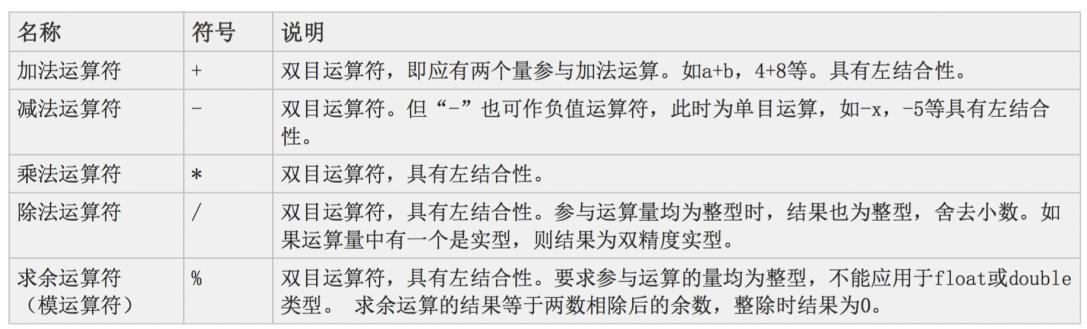 名称 符号 说明
加法运算符 + 双目运算符，即应有两个量参与加法运算。如a+b，4+8等。具有左结合性。
减法运算符 - 双目运算符。但“-”也可作负值运算符，此时为单目运算，如-x，-5等具有左结合
性。
乘法运算符 * 双目运算符，具有左结合性。
除法运算符 / 双目运算符，具有左结合性。参与运算量均为整型时，结果也为整型，舍去小数。如
果运算量中有一个是实型，则结果为双精度实型。
求余运算符 % 双目运算符，具有左结合性。要求参与运算的量均为整型，不能应用于float或double
（模运算符） 类型。 求余运算的结果等于两数相除后的余数，整除时结果为0。